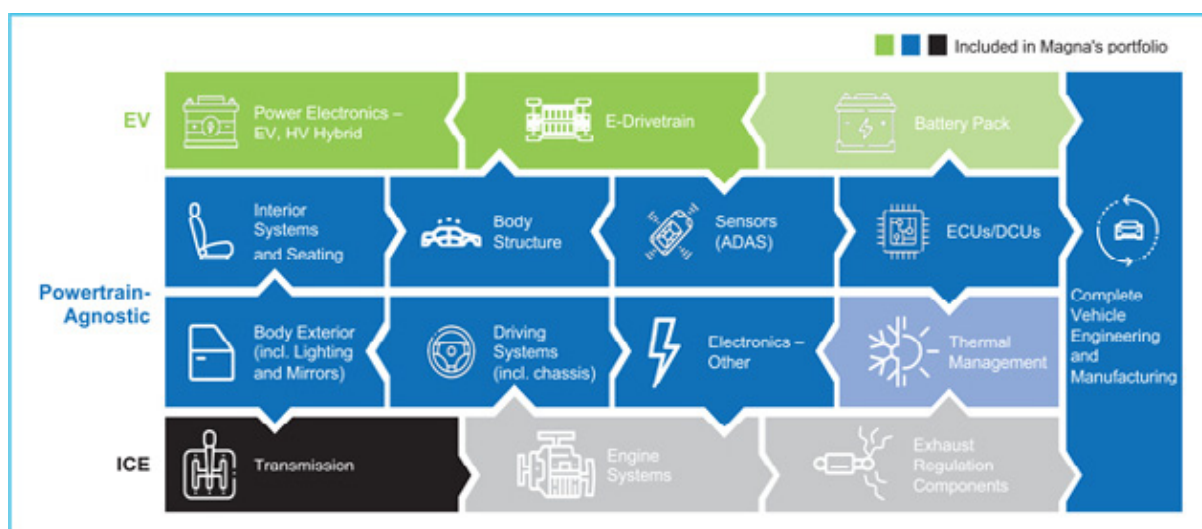 Included in Magna's portfolio
EV
Power Electronics –
EV, HV Hybrid
E-Drivetrain
Battery Pack
Powertrain-
Agnostic
Interior
Systems
and Seating
Body
Structure
Sensors
(ADAS)
ECUs/DCUs
Body Exterior
(incl. Lighting
and Mirrors)
Driving
Systems
(incl. chassis)
Electronics –
Other
Thermal
Management
Complete
Vehicle
Engineering
and
Manufacturing
ICE
Transmission
Engine
Systems
Exhaust
Regulation
Components